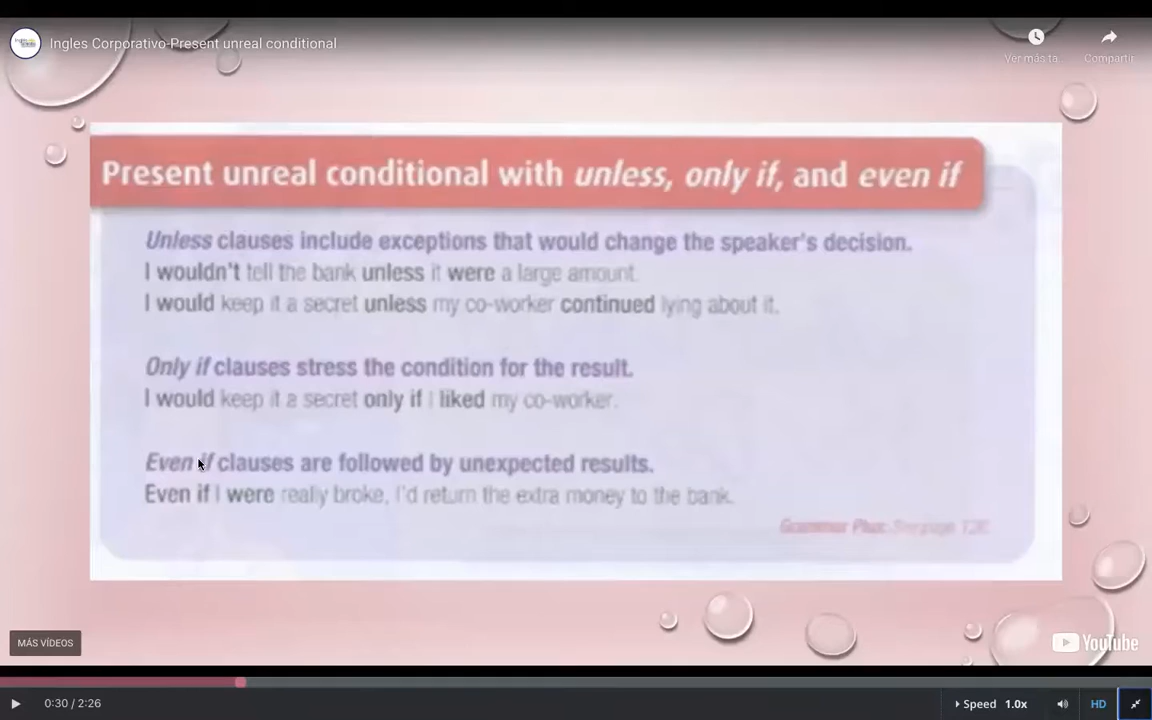 Ingles Corporativo-Present unreal conditional
Ver más ta...
Compartir
Present unreal conditional with unless, only if, and even if
Unless clauses include exceptions that would change the speaker's decision.
I wouldn't tell the bank unless it were a large amount.
I would keep it a secret unless my co-worker continued lying about it.
Only if clauses stress the condition for the result.
I would keep it a secret only if I liked my co-worker.
Even if clauses are followed by unexpected results.
Even if I were really broke, I'd return the extra money to the bank.
Grammar Plus: See page
MÁS VÍDEOS
YouTube
0:30 / 2:26
Speed 1.0x
HD